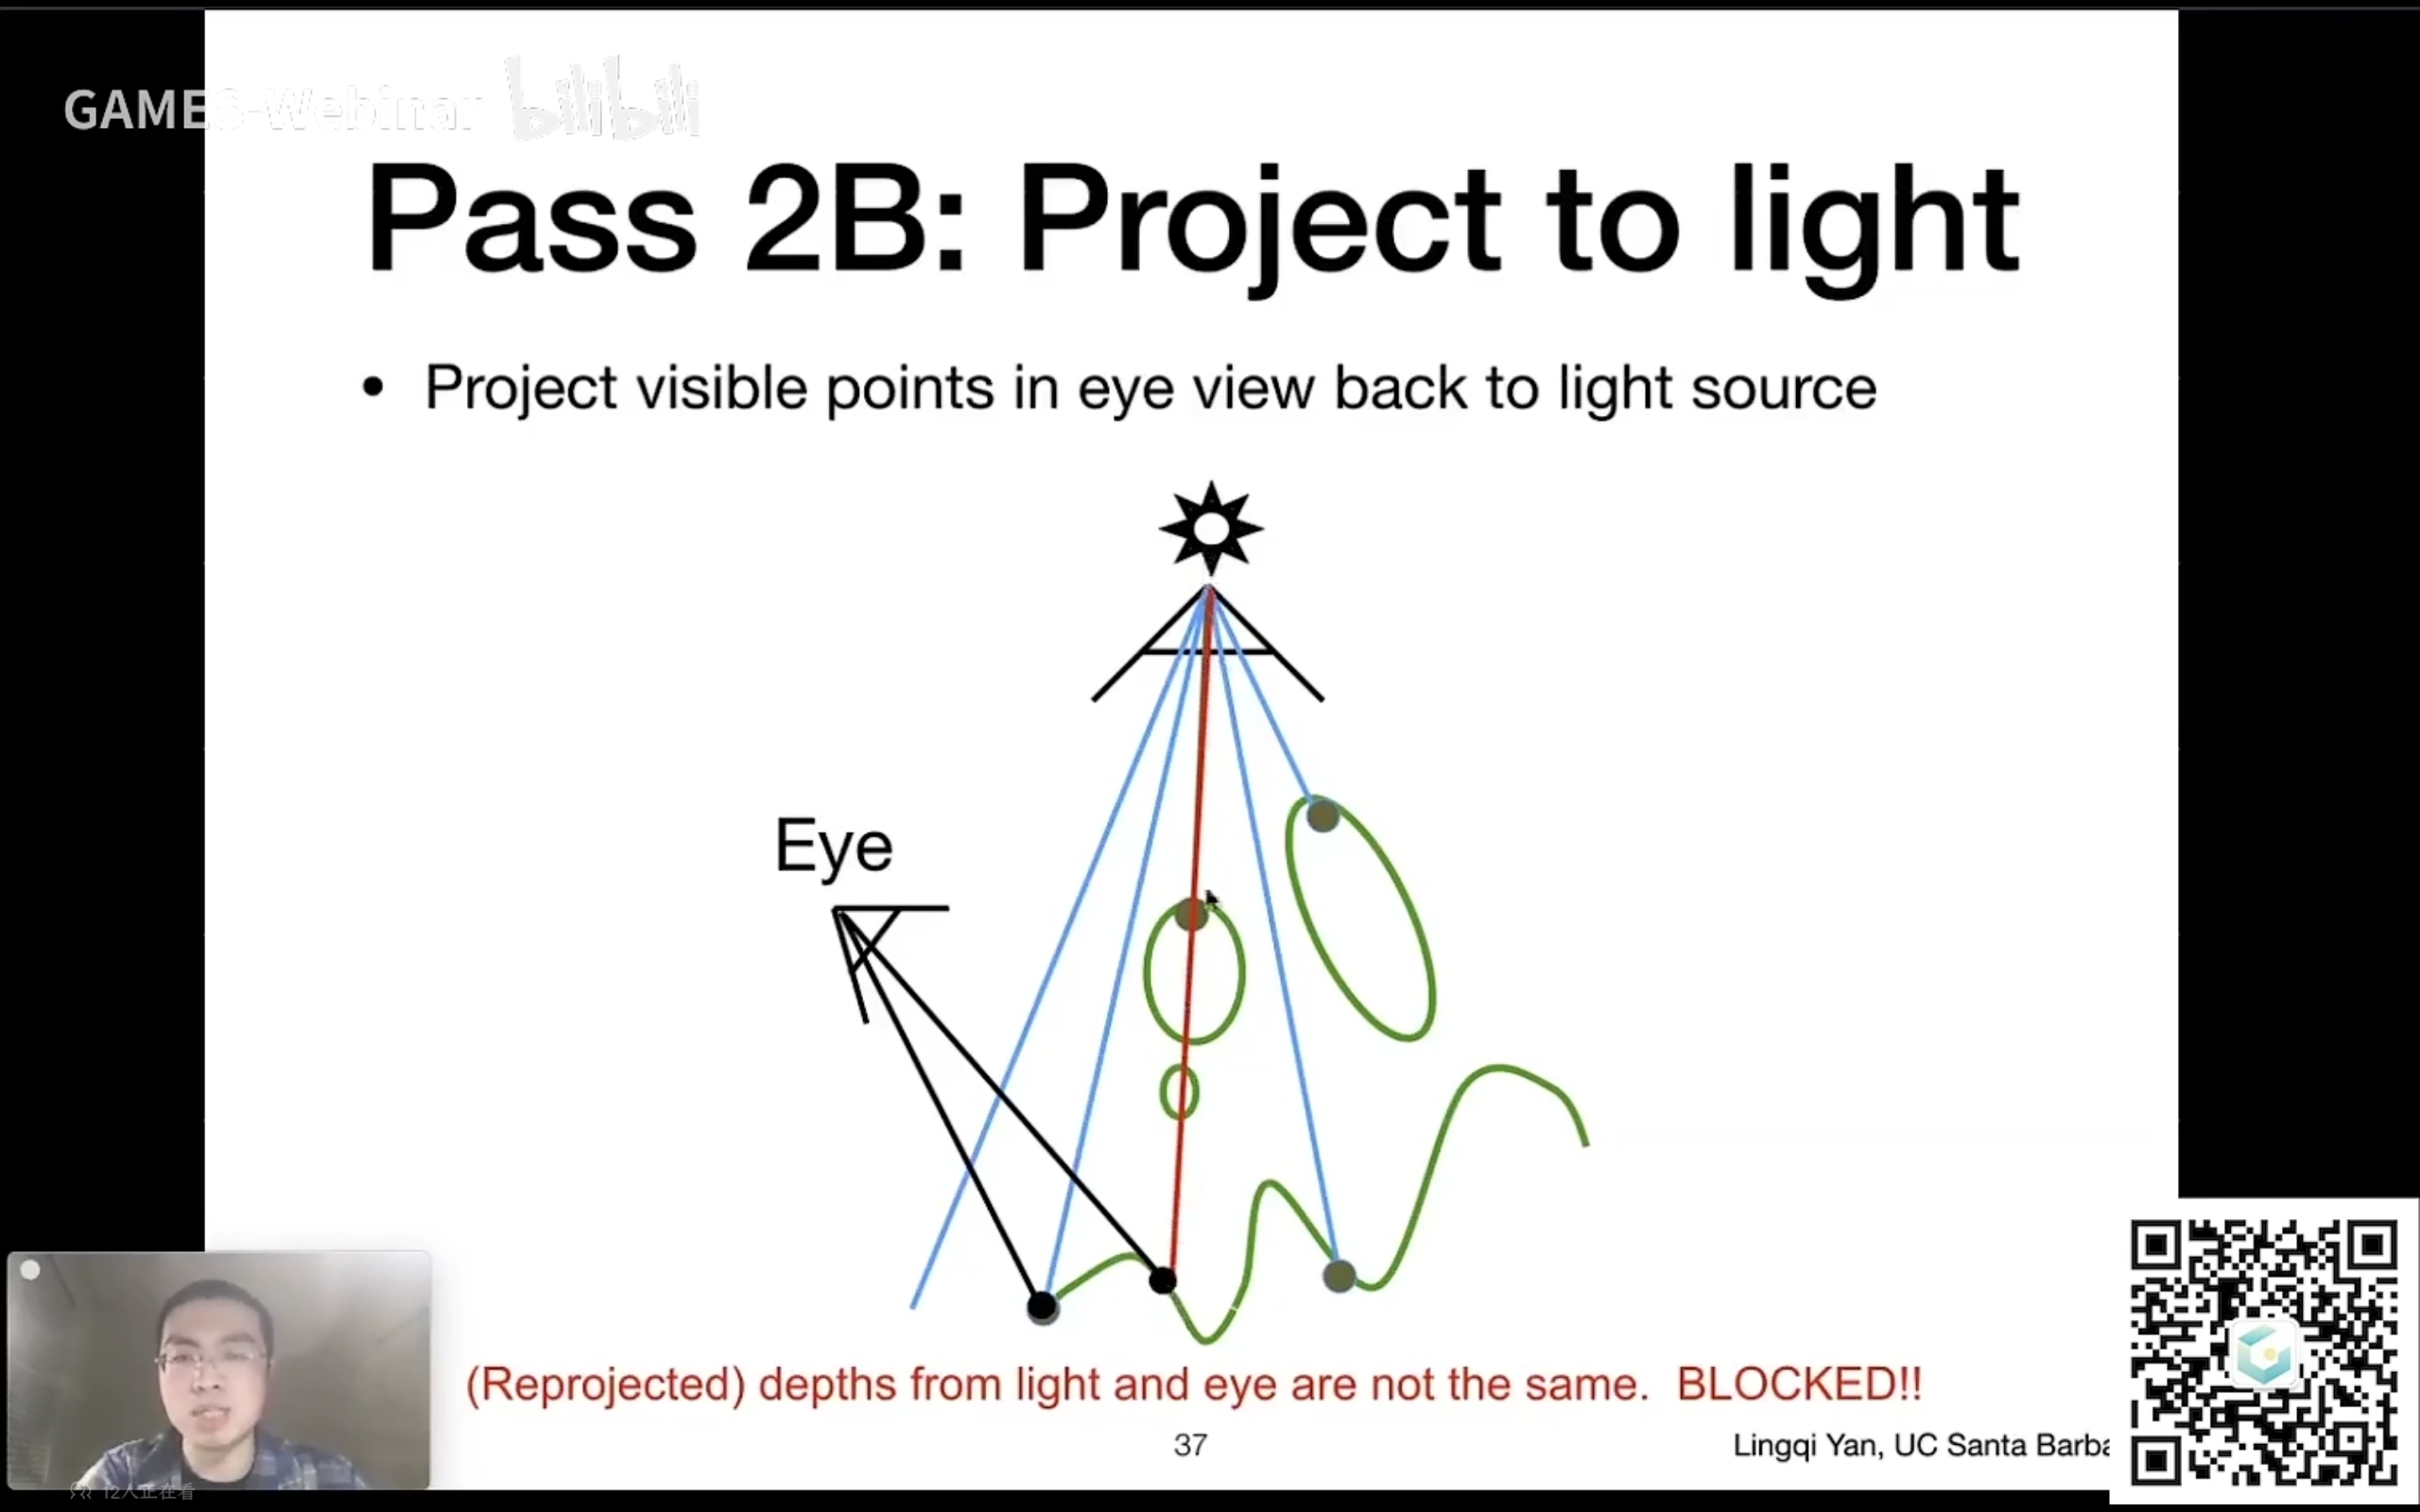 GAMES-Webinar bilibili
Pass 2B: Project to light
• Project visible points in eye view back to light source
Eye
(Reprojected) depths from light and eye are not the same. BLOCKED!!
37
Lingqi Yan, UC Santa Barba
12人正在看